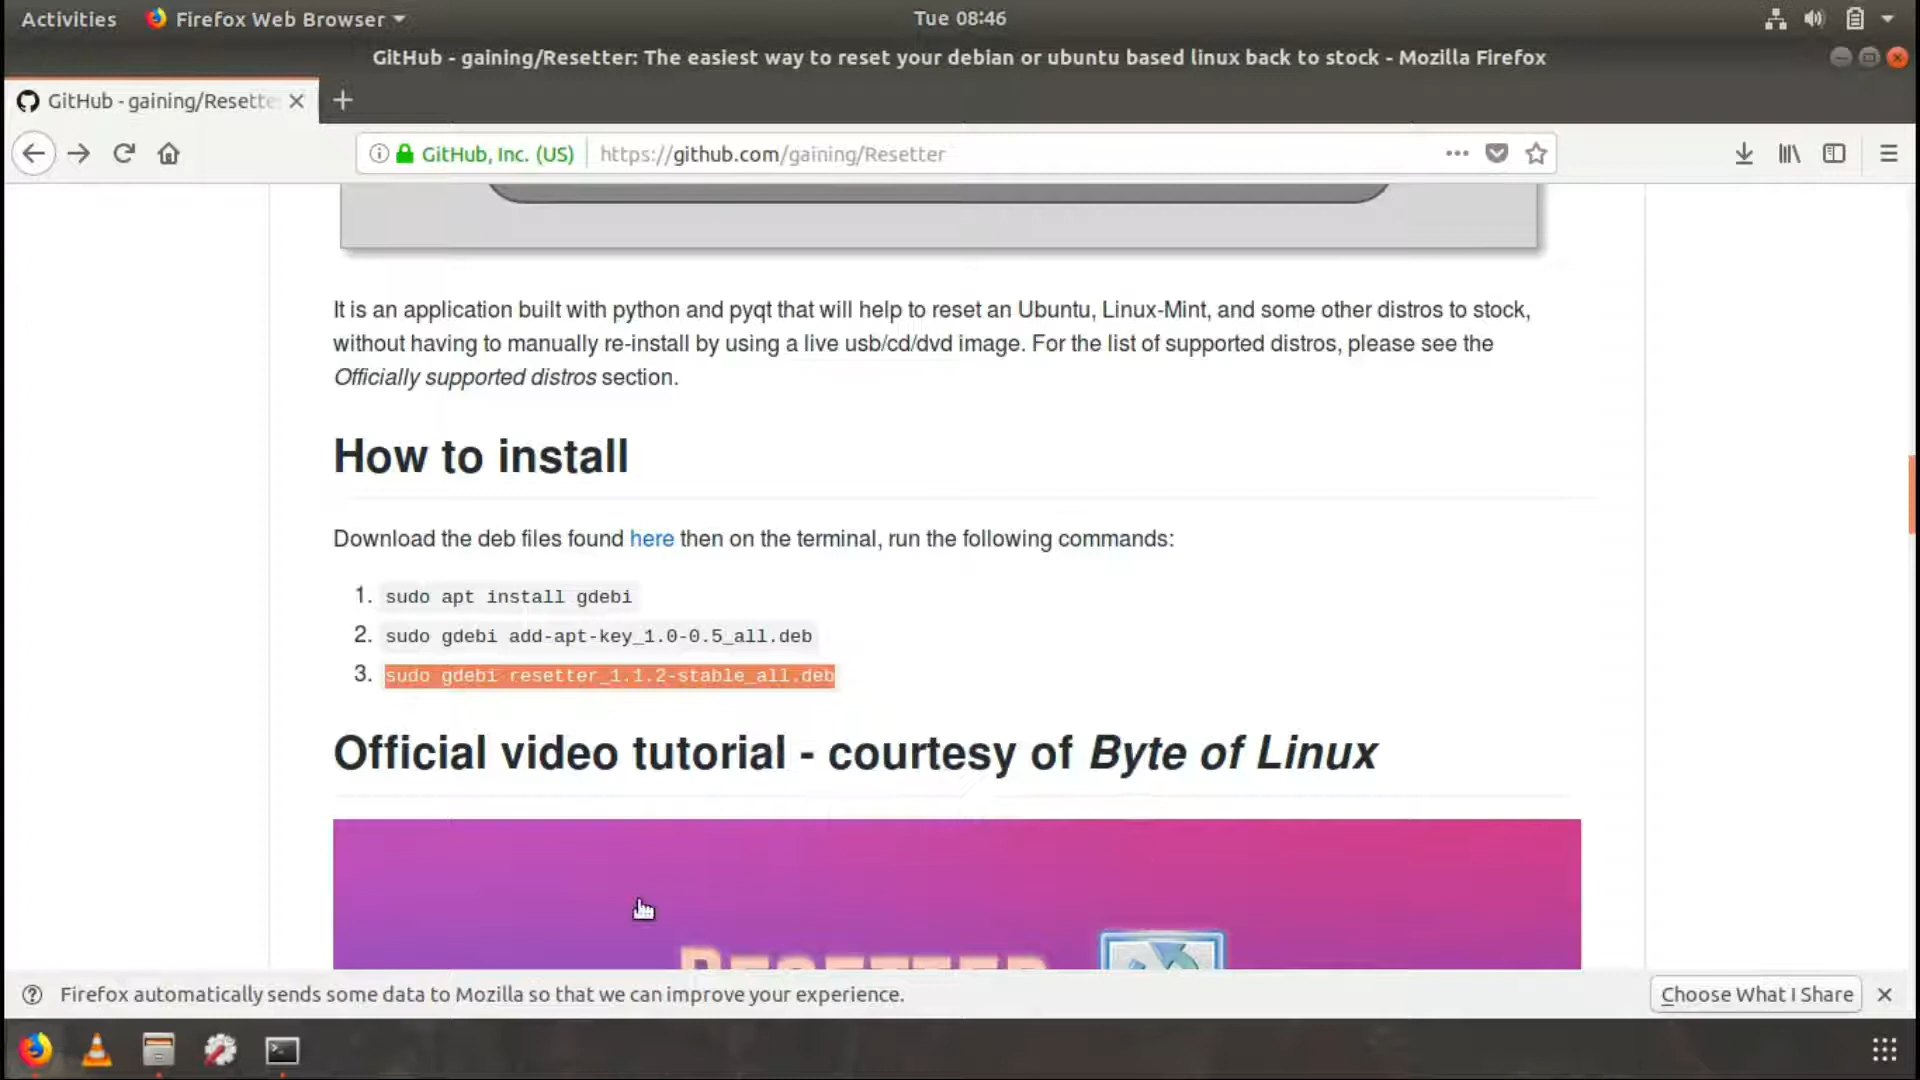 Activities Firefox Web Browser Tue 08:46
GitHub - gaining/Resetter: The easiest way to reset your debian or ubuntu based linux back to stock - Mozilla Firefox
GitHub - gaining/Resette
GitHub, Inc. (US) https://github.com/gaining/Resetter
It is an application built with python and pyqt that will help to reset an Ubuntu, Linux-Mint, and some other distros to stock,
without having to manually re-install by using a live usb/cd/dvd image. For the list of supported distros, please see the
Officially supported distros section.
How to install
Download the deb files found here then on the terminal, run the following commands:
1. sudo apt install gdebi
2. sudo gdebi add-apt-key_1.0-0.5_all.deb
3. sudo gdebi resetter_1.1.2-stable_all.deb
Official video tutorial - courtesy of Byte of Linux
Resetter
Firefox automatically sends some data to Mozilla so that we can improve your experience. Choose What I Share